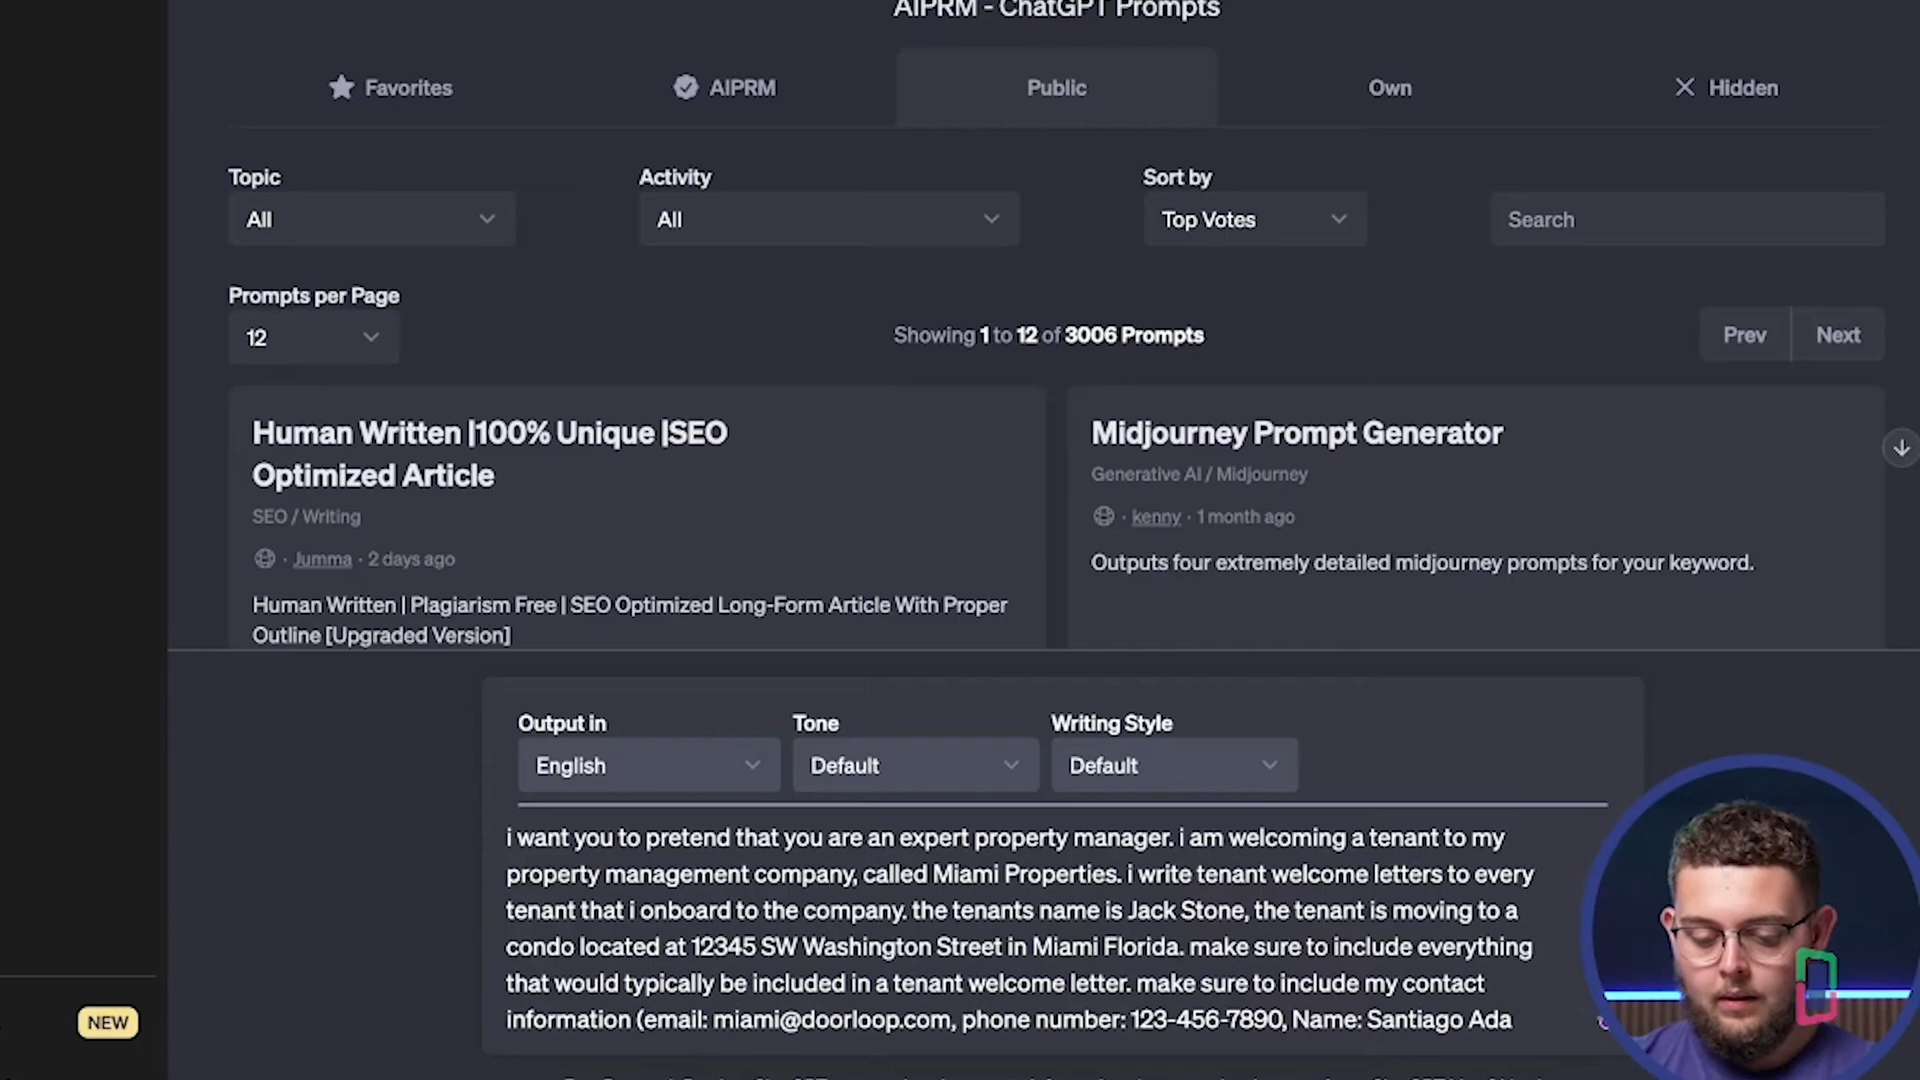 AIPRM - ChatGPT Prompts
Favorites
AIPRM
Public
Own
Hidden
Topic
Activity
Sort by
All
All
Top Votes
Search
Prompts per Page
12
Showing 1 to 12 of 3006 Prompts
Prev
Next
Human Written |100% Unique |SEO
Optimized Article
SEO / Writing
· Jumma · 2 days ago
Human Written | Plagiarism Free | SEO Optimized Long-Form Article With Proper
Outline [Upgraded Version]
Midjourney Prompt Generator
Generative AI / Midjourney
· kenny · 1 month ago
Outputs four extremely detailed midjourney prompts for your keyword.
Output in
Tone
Writing Style
English
Default
Default
i want you to pretend that you are an expert property manager. i am welcoming a tenant to my
property management company, called Miami Properties. i write tenant welcome letters to every
tenant that i onboard to the company. the tenants name is Jack Stone, the tenant is moving to a
condo located at 12345 SW Washington Street in Miami Florida. make sure to include everything
that would typically be included in a tenant welcome letter. make sure to include my contact
information (email: miami@doorloop.com, phone number: 123-456-7890, Name: Santiago Ada
NEW